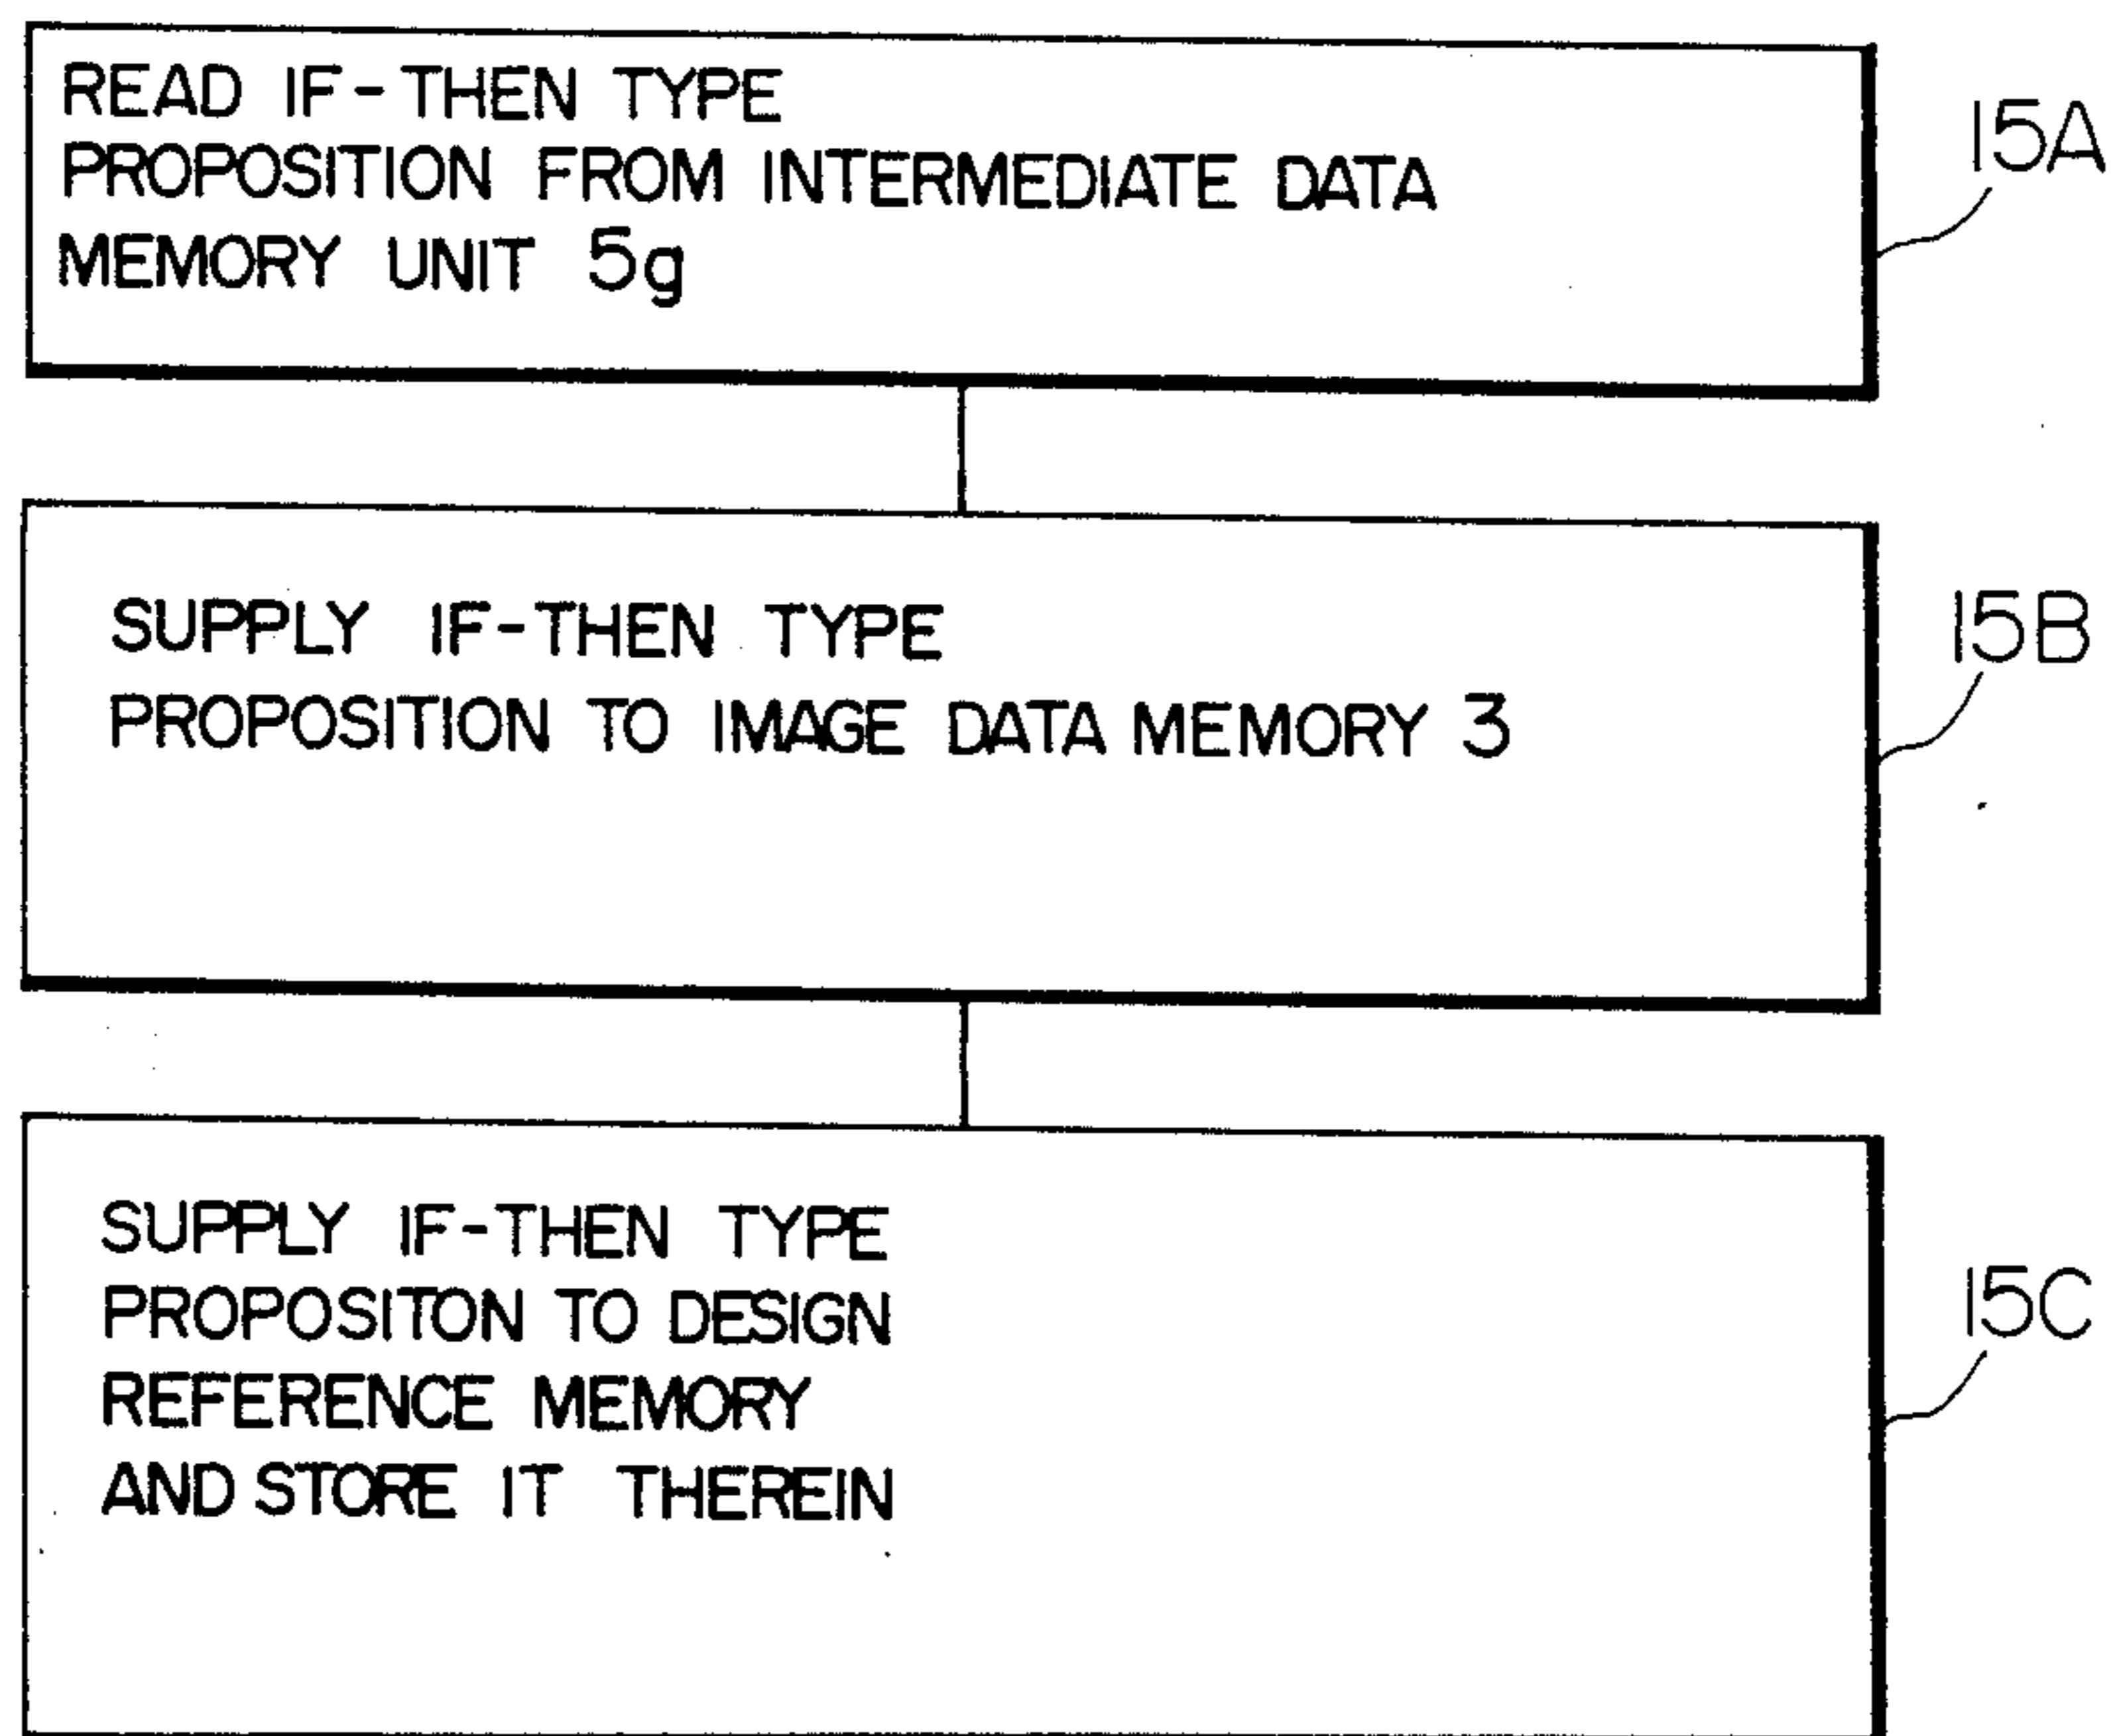 READ IF-THEN TYPE
PROPOSITION FROM INTERMEDIATE DATA
MEMORY UNIT 5g
15A
SUPPLY IF-THEN TYPE
PROPOSITION TO IMAGE DATA MEMORY 3
15B
SUPPLY IF-THEN TYPE
PROPOSITON TO DESIGN
REFERENCE MEMORY
AND STORE IT THEREIN
15C